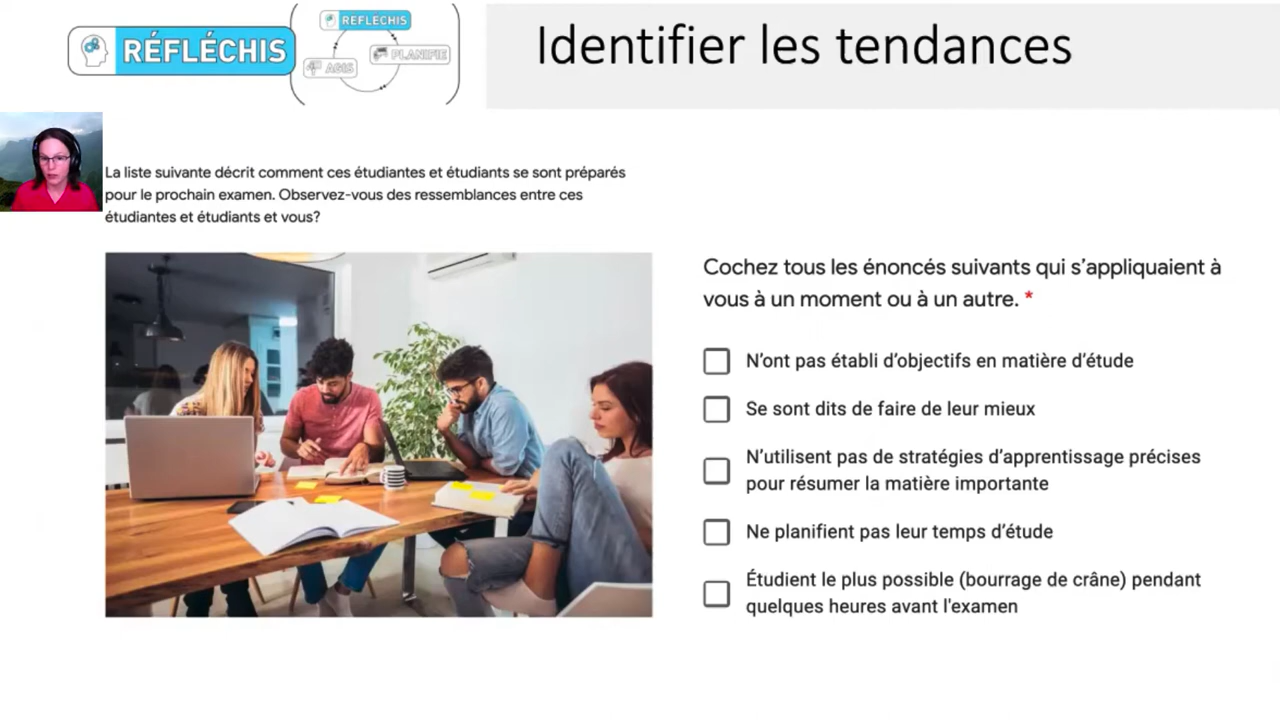 RÉFLÉCHIS
RÉFLÉCHIS
PLANIFIE
AGIS
Identifier les tendances
La liste suivante décrit comment ces étudiantes et étudiants se sont préparés
pour le prochain examen. Observez-vous des ressemblances entre ces
étudiantes et étudiants et vous?
Cochez tous les énoncés suivants qui s’appliquaient à
vous à un moment ou à un autre. *
N’ont pas établi d’objectifs en matière d’étude
Se sont dits de faire de leur mieux
N’utilisent pas de stratégies d’apprentissage précises
pour résumer la matière importante
Ne planifient pas leur temps d’étude
Étudient le plus possible (bourrage de crâne) pendant
quelques heures avant l'examen